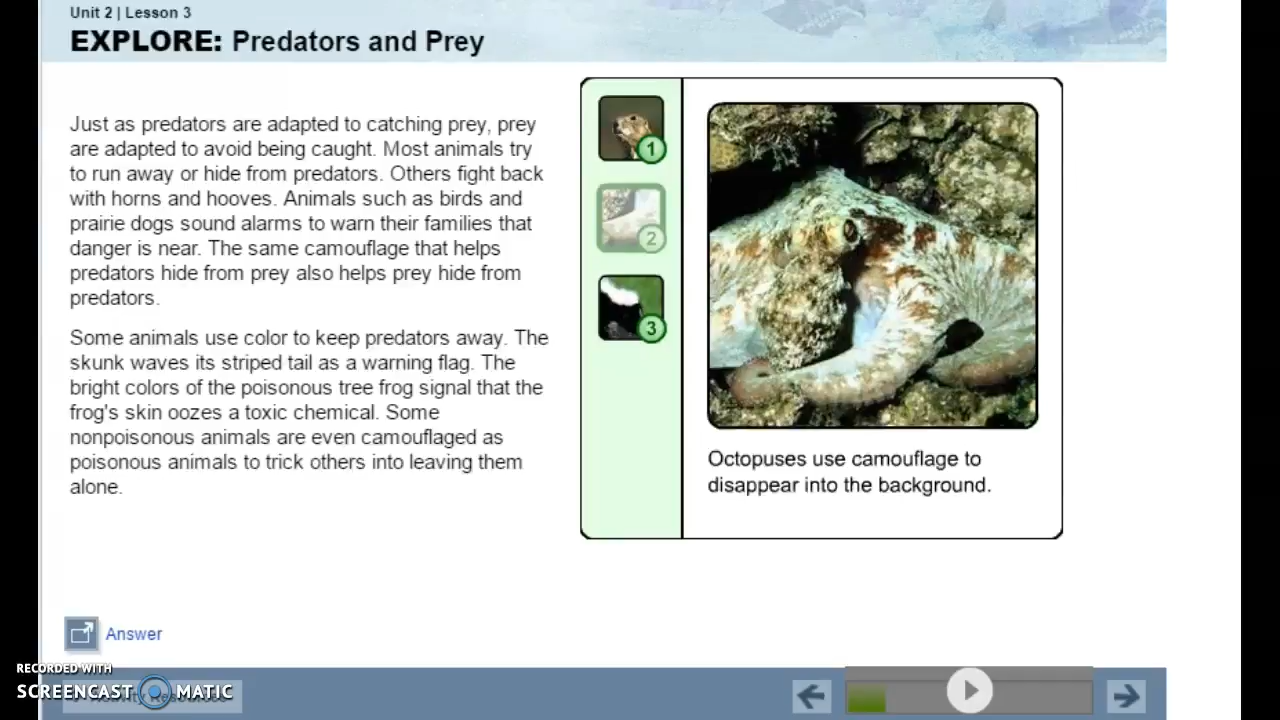 Unit 2 | Lesson 3
EXPLORE: Predators and Prey
Just as predators are adapted to catching prey, prey
are adapted to avoid being caught. Most animals try
to run away or hide from predators. Others fight back
with horns and hooves. Animals such as birds and
prairie dogs sound alarms to warn their families that
danger is near. The same camouflage that helps
predators hide from prey also helps prey hide from
predators.
Some animals use color to keep predators away. The
skunk waves its striped tail as a warning flag. The
bright colors of the poisonous tree frog signal that the
frog's skin oozes a toxic chemical. Some
nonpoisonous animals are even camouflaged as
poisonous animals to trick others into leaving them
alone.
1
2
3
Octopuses use camouflage to
disappear into the background.
Answer
RECORDED WITH
SCREENCAST MATIC